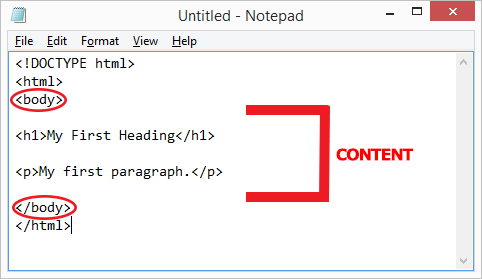 Untitled - Notepad
File Edit Format View Help
<!DOCTYPE html>
<html>
<body>
<h1>My First Heading</h1>
<p>My first paragraph.</p>
</body>
</html>
CONTENT